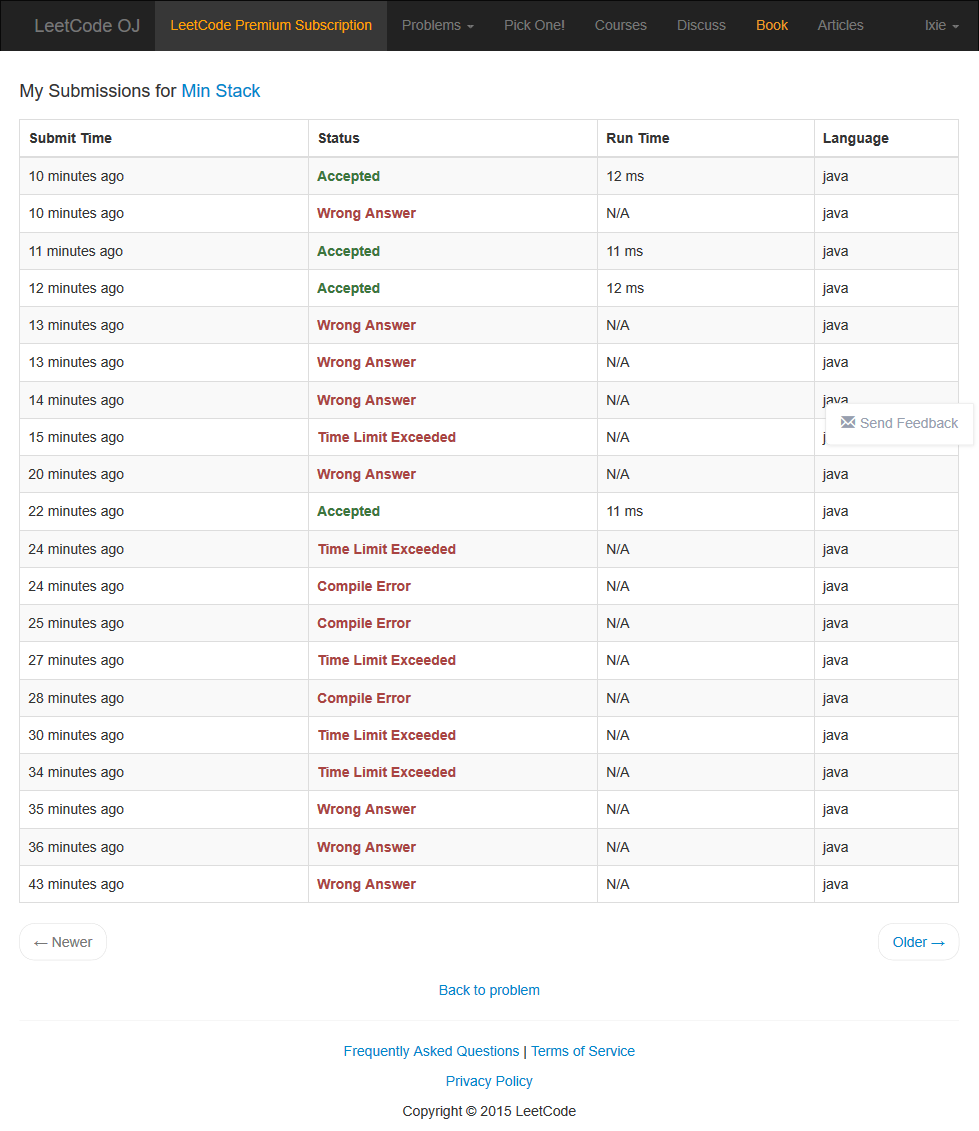 LeetCode OJ LeetCode Premium Subscription Problems Pick One! Courses Discuss Book Articles lxie
My Submissions for Min Stack
Submit Time Status Run Time Language
10 minutes ago Accepted 12 ms java
10 minutes ago Wrong Answer N/A java
11 minutes ago Accepted 11 ms java
12 minutes ago Accepted 12 ms java
13 minutes ago Wrong Answer N/A java
13 minutes ago Wrong Answer N/A java
14 minutes ago Wrong Answer N/A java
Send Feedback
15 minutes ago Time Limit Exceeded N/A j
20 minutes ago Wrong Answer N/A java
22 minutes ago Accepted 11 ms java
24 minutes ago Time Limit Exceeded N/A java
24 minutes ago Compile Error N/A java
25 minutes ago Compile Error N/A java
27 minutes ago Time Limit Exceeded N/A java
28 minutes ago Compile Error N/A java
30 minutes ago Time Limit Exceeded N/A java
34 minutes ago Time Limit Exceeded N/A java
35 minutes ago Wrong Answer N/A java
36 minutes ago Wrong Answer N/A java
43 minutes ago Wrong Answer N/A java
← Newer Older →
Back to problem
Frequently Asked Questions | Terms of Service
Privacy Policy
Copyright © 2015 LeetCode